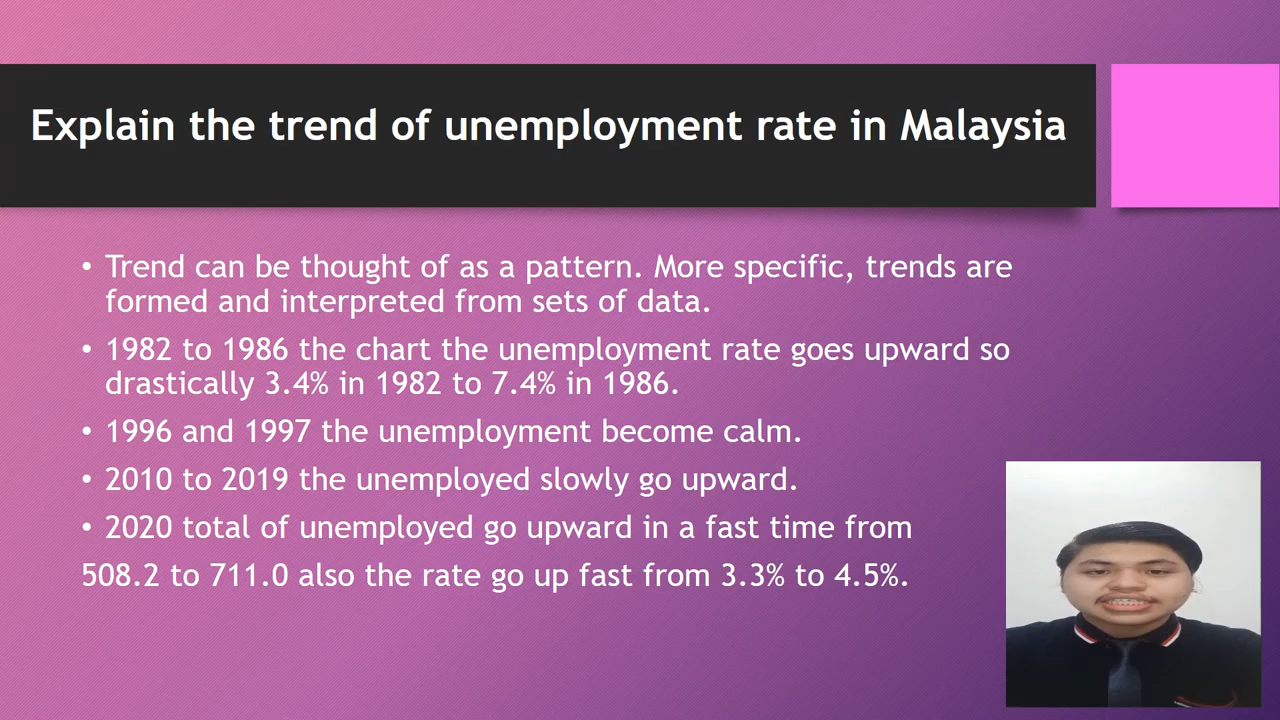 Explain the trend of unemployment rate in Malaysia
• Trend can be thought of as a pattern. More specific, trends are
formed and interpreted from sets of data.
• 1982 to 1986 the chart the unemployment rate goes upward so
drastically 3.4% in 1982 to 7.4% in 1986.
• 1996 and 1997 the unemployment become calm.
• 2010 to 2019 the unemployed slowly go upward.
• 2020 total of unemployed go upward in a fast time from
508.2 to 711.0 also the rate go up fast from 3.3% to 4.5%.